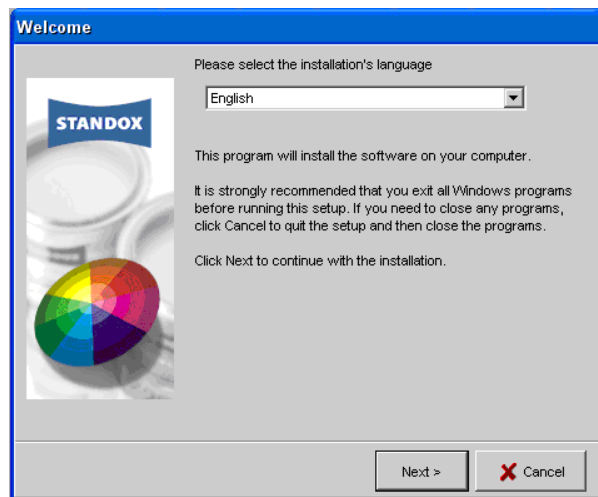 Welcome
Please select the installation's language
English
STANDOX
This program will install the software on your computer.
It is strongly recommended that you exit all Windows programs
before running this setup. If you need to close any programs,
click Cancel to quit the setup and then close the programs.
Click Next to continue with the installation.
Next >
Cancel